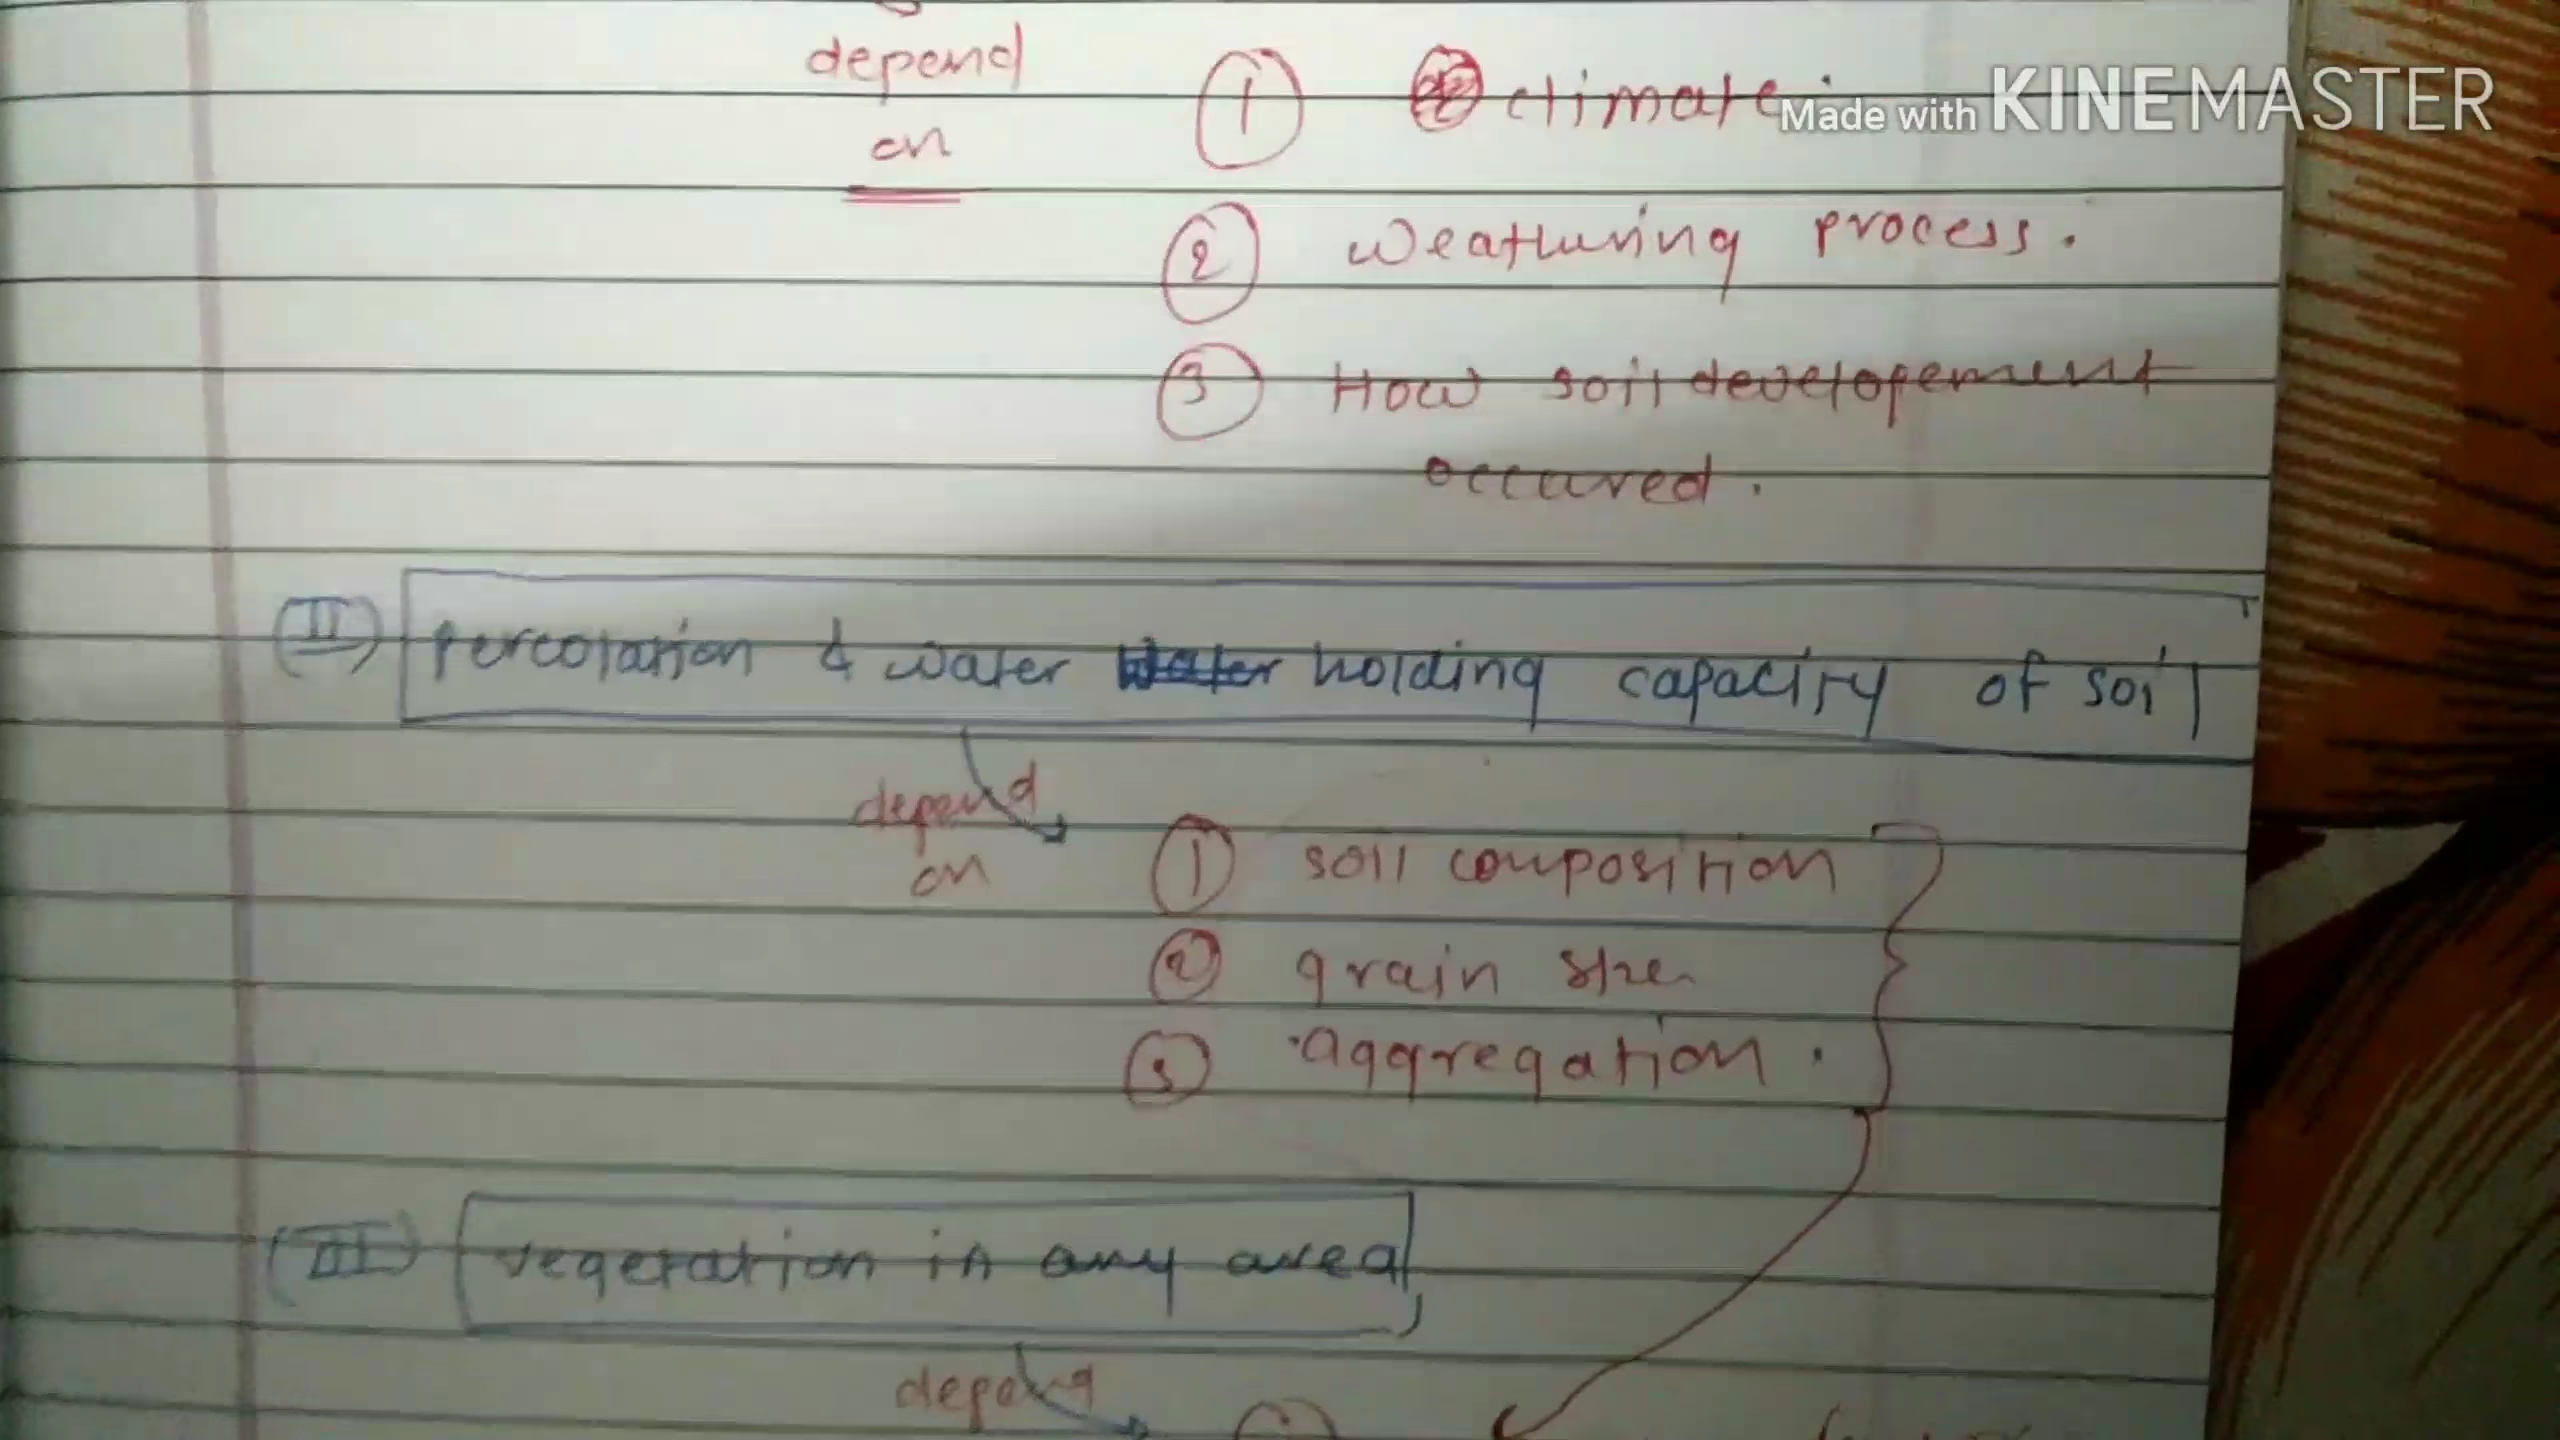 depend
on
① climate.
② Weathering process.
③ How soil developement
occured.
(II) percolation & water holding capacity of soil
depend
on
① soil composition
② grain size
③ aggregation.
(III) vegetation in any area
depend
Made with KINEMASTER